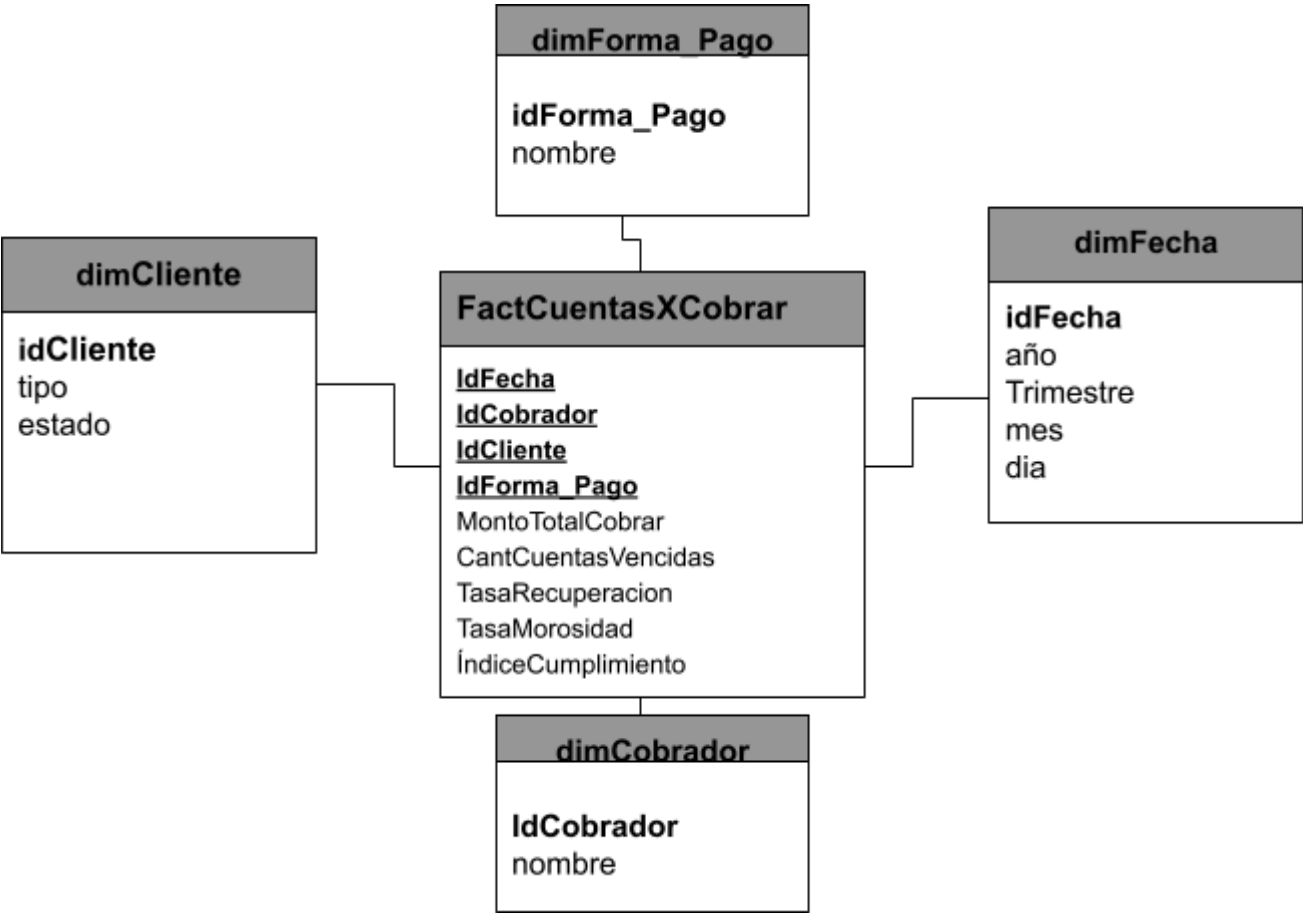 dimForma_Pago
idForma_Pago
nombre
dimCliente
idCliente
tipo
estado
FactCuentasXCobrar
IdFecha
IdCobrador
IdCliente
IdForma_Pago
MontoTotalCobrar
CantCuentasVencidas
TasaRecuperacion
TasaMorosidad
ÍndiceCumplimiento
dimFecha
idFecha
año
Trimestre
mes
dia
dimCobrador
IdCobrador
nombre